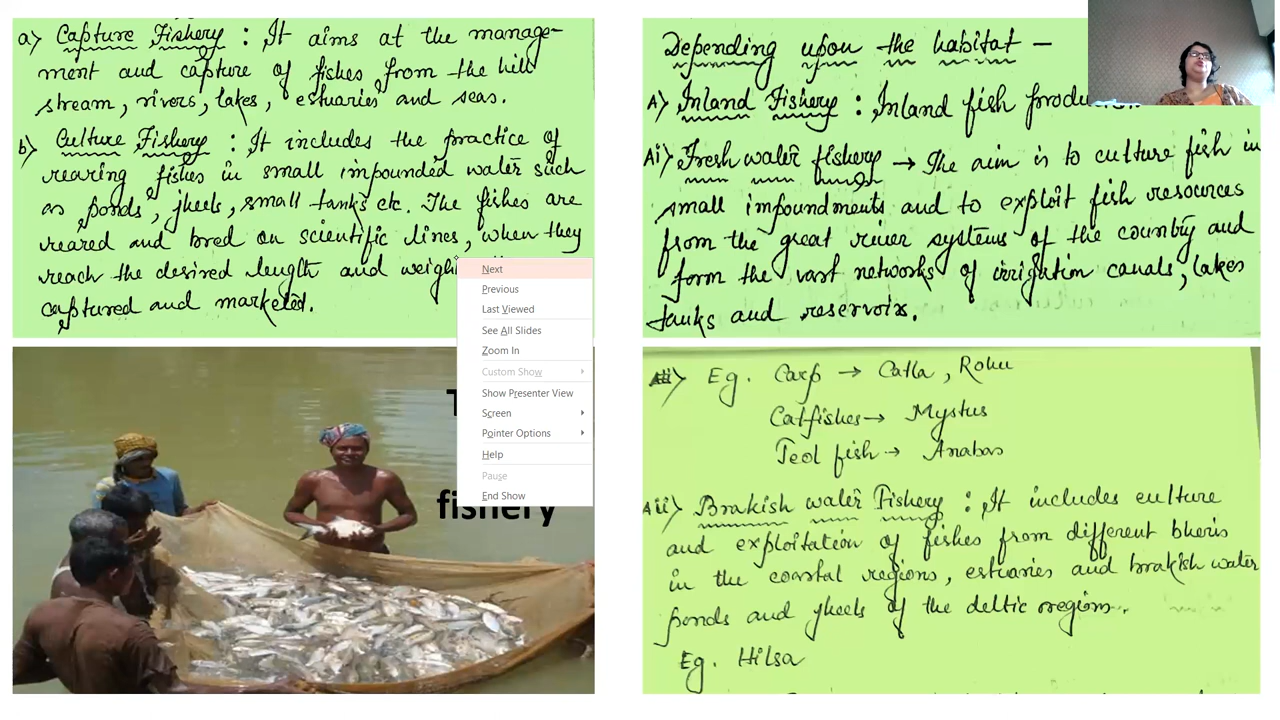 a) Capture Fishery : It aims at the manage-
ment and capture of fishes from the hill
stream, rivers, lakes, estuaries and seas.
b) Culture Fishery : It includes the practice of
rearing fishes in small impounded water such
as ponds, jheels, small tanks etc. The fishes are
reared and bred on scientific lines, when they
reach the desired length and weight
captured and marketed.
Next
Previous
Last Viewed
See All Slides
Zoom In
Custom Show
Show Presenter View
Screen
Pointer Options
Help
Pause
End Show
T
fishery
Depending upon the habitat -
A) Inland Fishery : Inland fish
Ai) Fresh water fishery → The aim is to culture fish in
small impoundments and to exploit fish resources
from the great river systems of the country and
form the vast networks of irrigation canals, lakes
tanks and reservoirs.
Eg. Carp → Catla, Rohu
Catfishes → Mystus
Teol fish → Anabas
Aii) Brakish water Fishery : It includes culture
and exploitation of fishes from different bheris
in the coastal regions, estuaries and brakish water
ponds and jheels of the deltic regions.
Eg. Hilsa